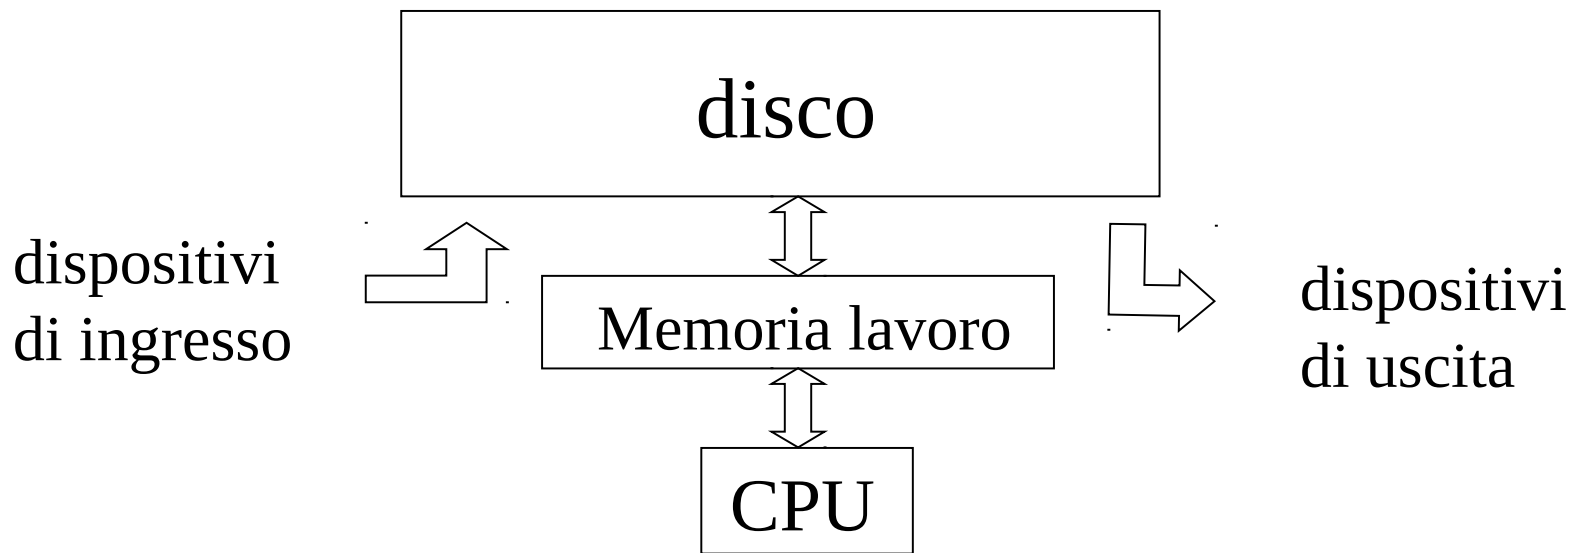 disco
dispositivi
di ingresso
Memoria lavoro
dispositivi
di uscita
CPU